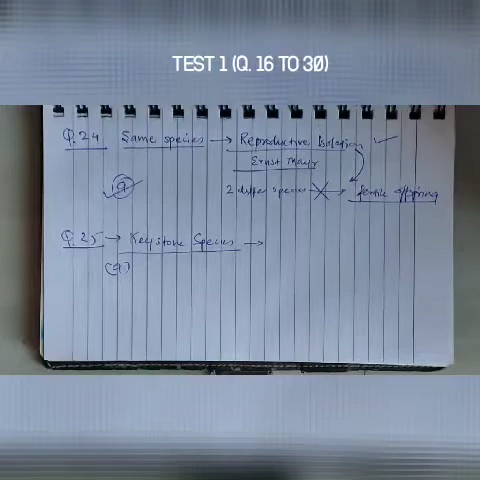 TEST 1 (Q. 16 TO 30)
Q.24 Same species → Reproductive Isolation
Ernst Mayr
a 2 diffe species → fertile offspring
Q.25 → Keystone Species →
(a)